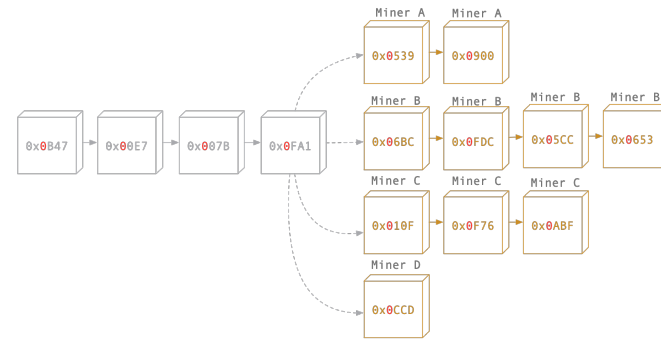 Miner A Miner A
0x0539 0x0900
Miner B Miner B Miner B Miner B
0x0B47 0x00E7 0x007B 0x0FA1 0x06BC 0x0FDC 0x05CC 0x0653
Miner C Miner C Miner C
0x010F 0x0F76 0x0ABF
Miner D
0x0CCD